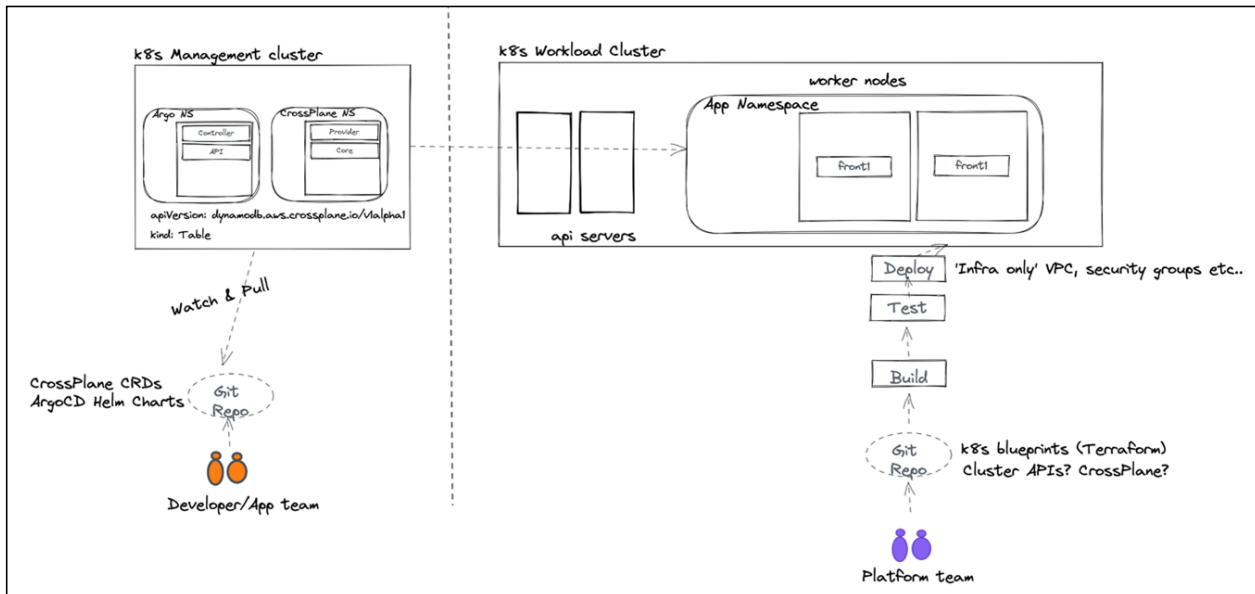 k8s Management cluster
Argo NS
Controller
API
CrossPlane NS
Provider
Core
apiVersion: dynamodb.aws.crossplane.io/v1alpha1
kind: Table
Watch & Pull
CrossPlane CRDs
ArgoCD Helm Charts
Git
Repo
Developer/App team
k8s Workload Cluster
worker nodes
App Namespace
front1
front1
api servers
Deploy
'Infra only' VPC, security groups etc..
Test
Build
Git
Repo
k8s blueprints (Terraform)
Cluster APIs? CrossPlane?
Platform team